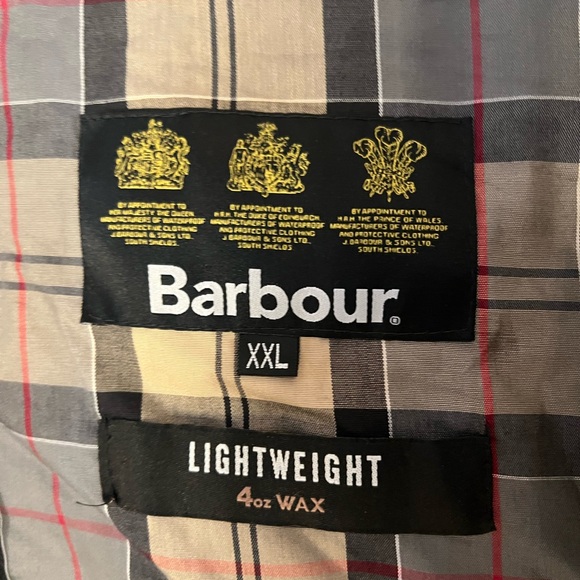 BY APPOINTMENT TO
HER MAJESTY THE QUEEN
MANUFACTURERS OF WATERPROOF
AND PROTECTIVE CLOTHING
J. BARBOUR & SONS LTD.,
SOUTH SHIELDS
BY APPOINTMENT TO
H.R.H. THE DUKE OF EDINBURGH
MANUFACTURERS OF WATERPROOF
AND PROTECTIVE CLOTHING
J. BARBOUR & SONS LTD.,
SOUTH SHIELDS.
BY APPOINTMENT TO
H.R.H. THE PRINCE OF WALES
MANUFACTURERS OF WATERPROOF
AND PROTECTIVE CLOTHING
J. BARBOUR & SONS LTD.,
SOUTH SHIELDS.
Barbour®
XXL
LIGHTWEIGHT
4oz WAX